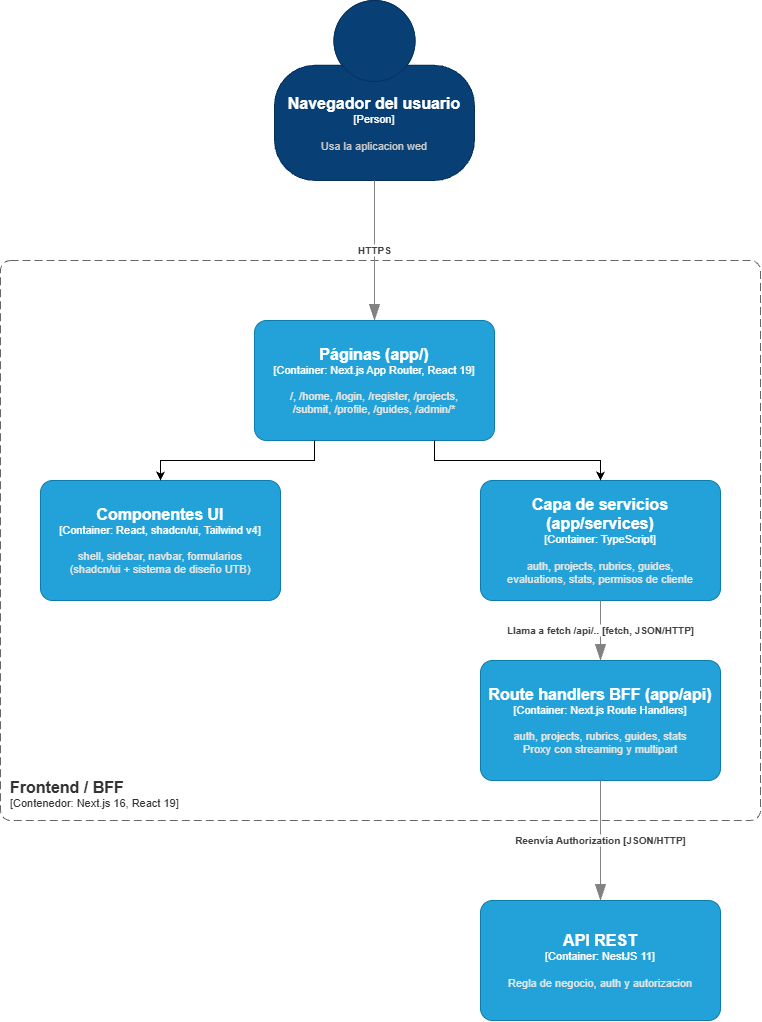 Navegador del usuario
[Person]
Usa la aplicacion wed
HTTPS
Páginas (app/)
[Container: Next.js App Router, React 19]
/, /home, /login, /register, /projects,
/submit, /profile, /guides, /admin/*
Componentes UI
[Container: React, shadcn/ui, Tailwind v4]
shell, sidebar, navbar, formularios
(shadcn/ui + sistema de diseño UTB)
Capa de servicios
(app/services)
[Container: TypeScript]
auth, projects, rubrics, guides,
evaluations, stats, permisos de cliente
Llama a fetch /api/.. [fetch, JSON/HTTP]
Route handlers BFF (app/api)
[Container: Next.js Route Handlers]
auth, projects, rubrics, guides, stats
Proxy con streaming y multipart
Frontend / BFF
[Contenedor: Next.js 16, React 19]
Reenvía Authorization [JSON/HTTP]
API REST
[Container: NestJS 11]
Regla de negocio, auth y autorizacion